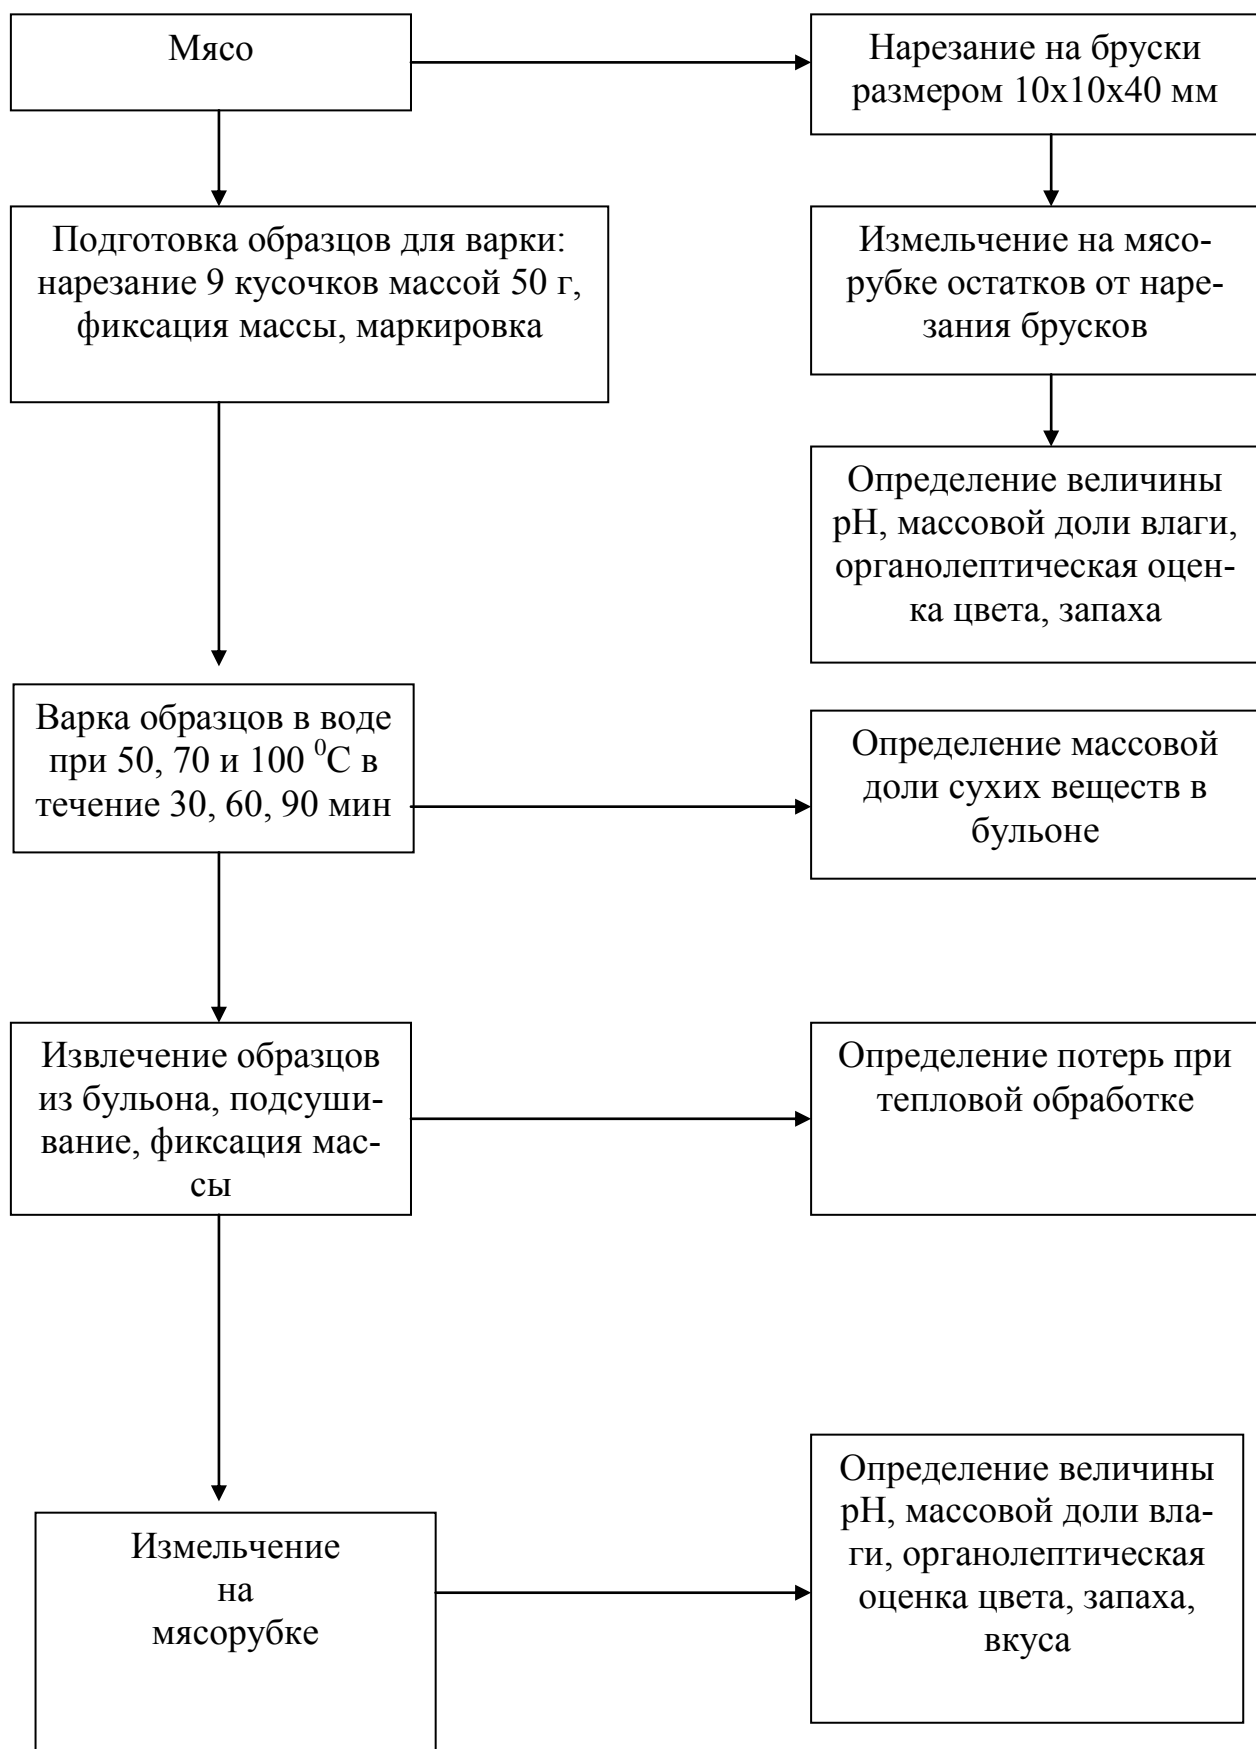 Мясо
Нарезание на бруски
размером 10х10х40 мм
Подготовка образцов для варки:
нарезание 9 кусочков массой 50 г,
фиксация массы, маркировка
Измельчение на мясо-
рубке остатков от наре-
зания брусков
Определение величины
рН, массовой доли влаги,
органолептическая оцен-
ка цвета, запаха
Варка образцов в воде
при 50, 70 и 100 ⁰С в
течение 30, 60, 90 мин
Определение массовой
доли сухих веществ в
бульоне
Извлечение образцов
из бульона, подсуши-
вание, фиксация мас-
сы
Определение потерь при
тепловой обработке
Измельчение
на
мясорубке
Определение величины
рН, массовой доли вла-
ги, органолептическая
оценка цвета, запаха,
вкуса